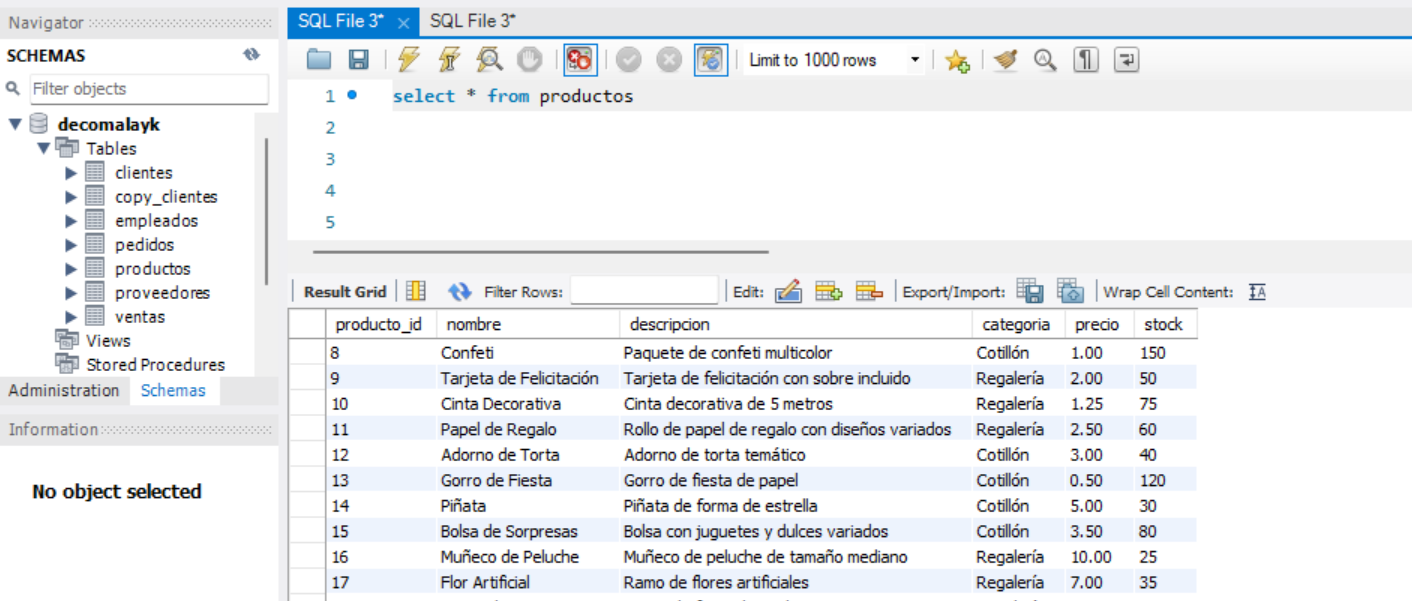 Navigator
SCHEMAS
Filter objects
decomalayk
Tables
clientes
copy_clientes
empleados
pedidos
productos
proveedores
ventas
Views
Stored Procedures
Administration Schemas
Information
No object selected
SQL File 3* × SQL File 3*
Limit to 1000 rows
1 select * from productos
2
3
4
5
Result Grid Filter Rows: Edit: Export/Import: Wrap Cell Content: IA
producto_id nombre descripcion categoria precio stock
8 Confeti Paquete de confeti multicolor Cotillón 1.00 150
9 Tarjeta de Felicitación Tarjeta de felicitación con sobre incluido Regalería 2.00 50
10 Cinta Decorativa Cinta decorativa de 5 metros Regalería 1.25 75
11 Papel de Regalo Rollo de papel de regalo con diseños variados Regalería 2.50 60
12 Adorno de Torta Adorno de torta temático Cotillón 3.00 40
13 Gorro de Fiesta Gorro de fiesta de papel Cotillón 0.50 120
14 Piñata Piñata de forma de estrella Cotillón 5.00 30
15 Bolsa de Sorpresas Bolsa con juguetes y dulces variados Cotillón 3.50 80
16 Muñeco de Peluche Muñeco de peluche de tamaño mediano Regalería 10.00 25
17 Flor Artificial Ramo de flores artificiales Regalería 7.00 35